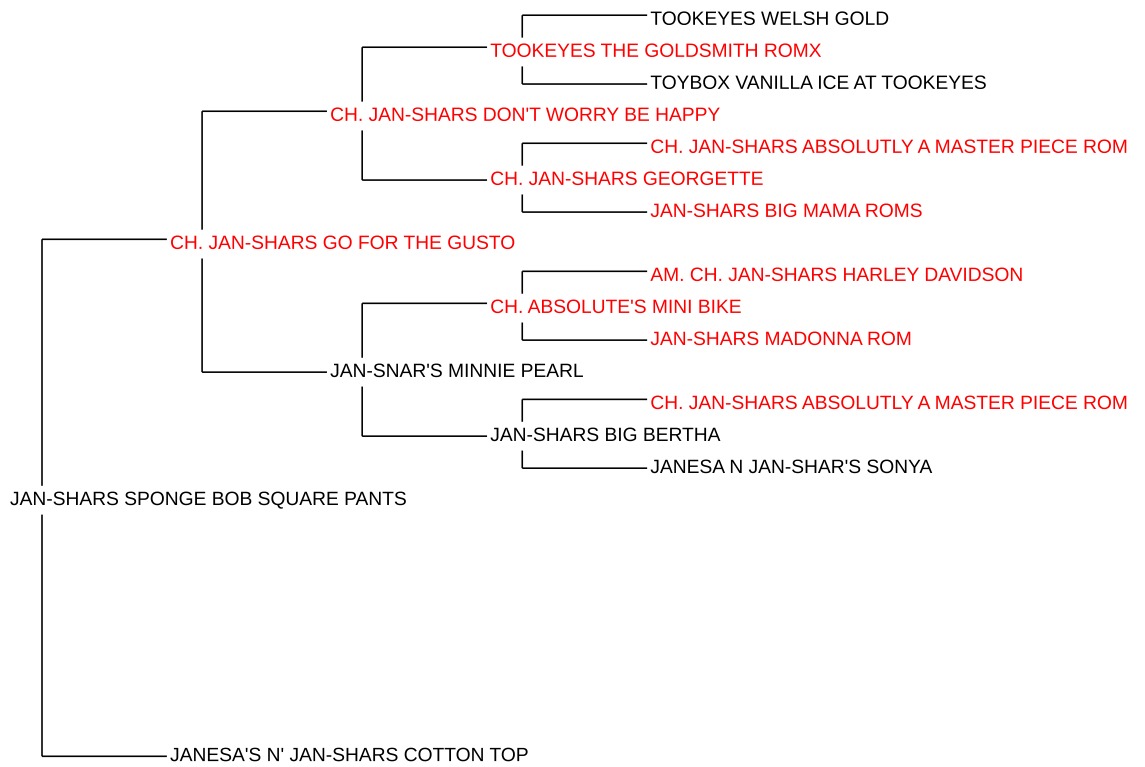 TOOKEYES WELSH GOLD
TOOKEYES THE GOLDSMITH ROMX
TOYBOX VANILLA ICE AT TOOKEYES
CH. JAN-SHARS DON'T WORRY BE HAPPY
CH. JAN-SHARS ABSOLUTLY A MASTER PIECE ROM
CH. JAN-SHARS GEORGETTE
JAN-SHARS BIG MAMA ROMS
CH. JAN-SHARS GO FOR THE GUSTO
AM. CH. JAN-SHARS HARLEY DAVIDSON
CH. ABSOLUTE'S MINI BIKE
JAN-SHARS MADONNA ROM
JAN-SNAR'S MINNIE PEARL
CH. JAN-SHARS ABSOLUTLY A MASTER PIECE ROM
JAN-SHARS BIG BERTHA
JANESA N JAN-SHAR'S SONYA
JAN-SHARS SPONGE BOB SQUARE PANTS
JANESA'S N' JAN-SHARS COTTON TOP